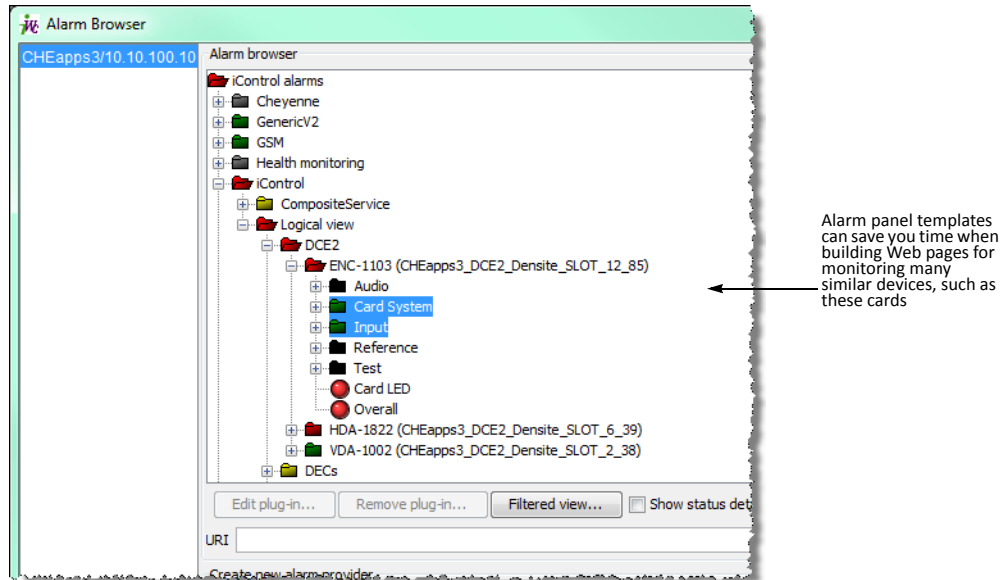 Alarm Browser
CHEapps3/10.10.100.10
Alarm browser
iControl alarms
Cheyenne
GenericV2
GSM
Health monitoring
iControl
CompositeService
Logical view
DCE2
ENC-1103 (CHEapps3_DCE2_Densite_SLOT_12_85)
Audio
Card System
Input
Reference
Test
Card LED
Overall
HDA-1822 (CHEapps3_DCE2_Densite_SLOT_6_39)
VDA-1002 (CHEapps3_DCE2_Densite_SLOT_2_38)
DECs
Edit plug-in...
Remove plug-in...
Filtered view...
Show status det
URI
Create new alarm provider
Alarm panel templates
can save you time when
building Web pages for
monitoring many
similar devices, such as
these cards